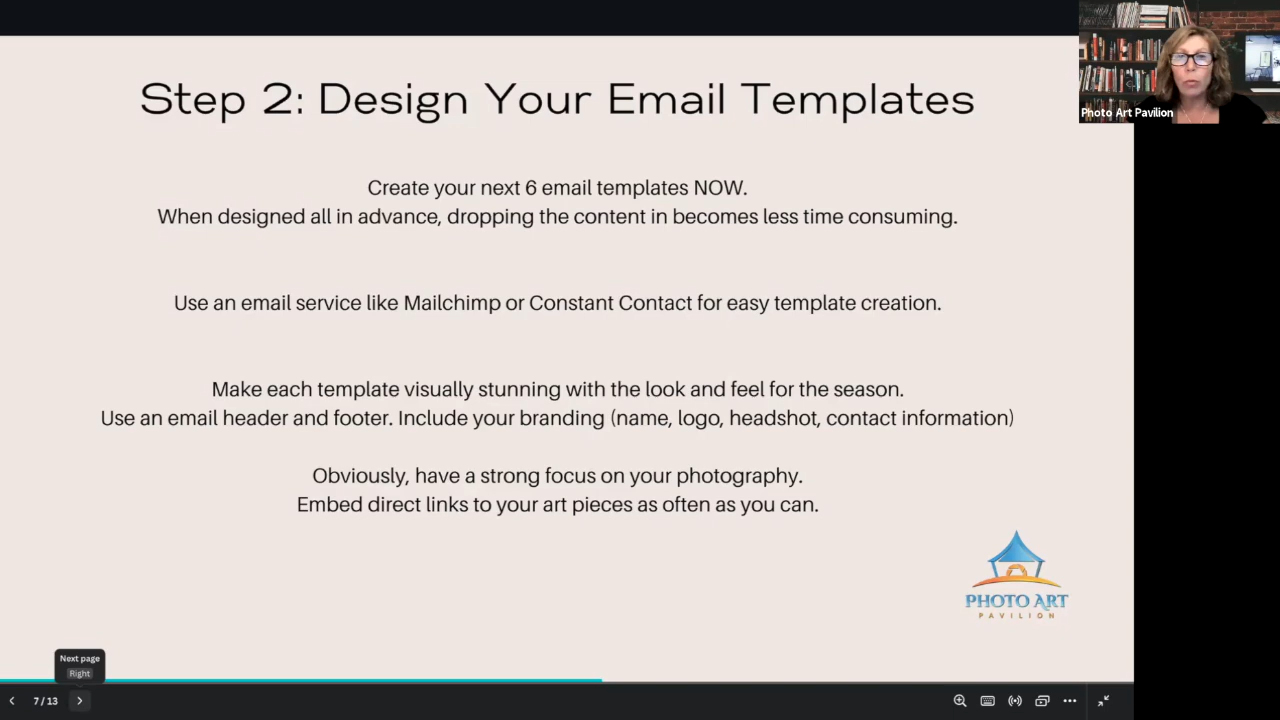 Step 2: Design Your Email Templates
Photo Art Pavilion
Create your next 6 email templates NOW.
When designed all in advance, dropping the content in becomes less time consuming.
Use an email service like Mailchimp or Constant Contact for easy template creation.
Make each template visually stunning with the look and feel for the season.
Use an email header and footer. Include your branding (name, logo, headshot, contact information)
Obviously, have a strong focus on your photography.
Embed direct links to your art pieces as often as you can.
PHOTO ART
PAVILION
Next page
Right
7 / 13